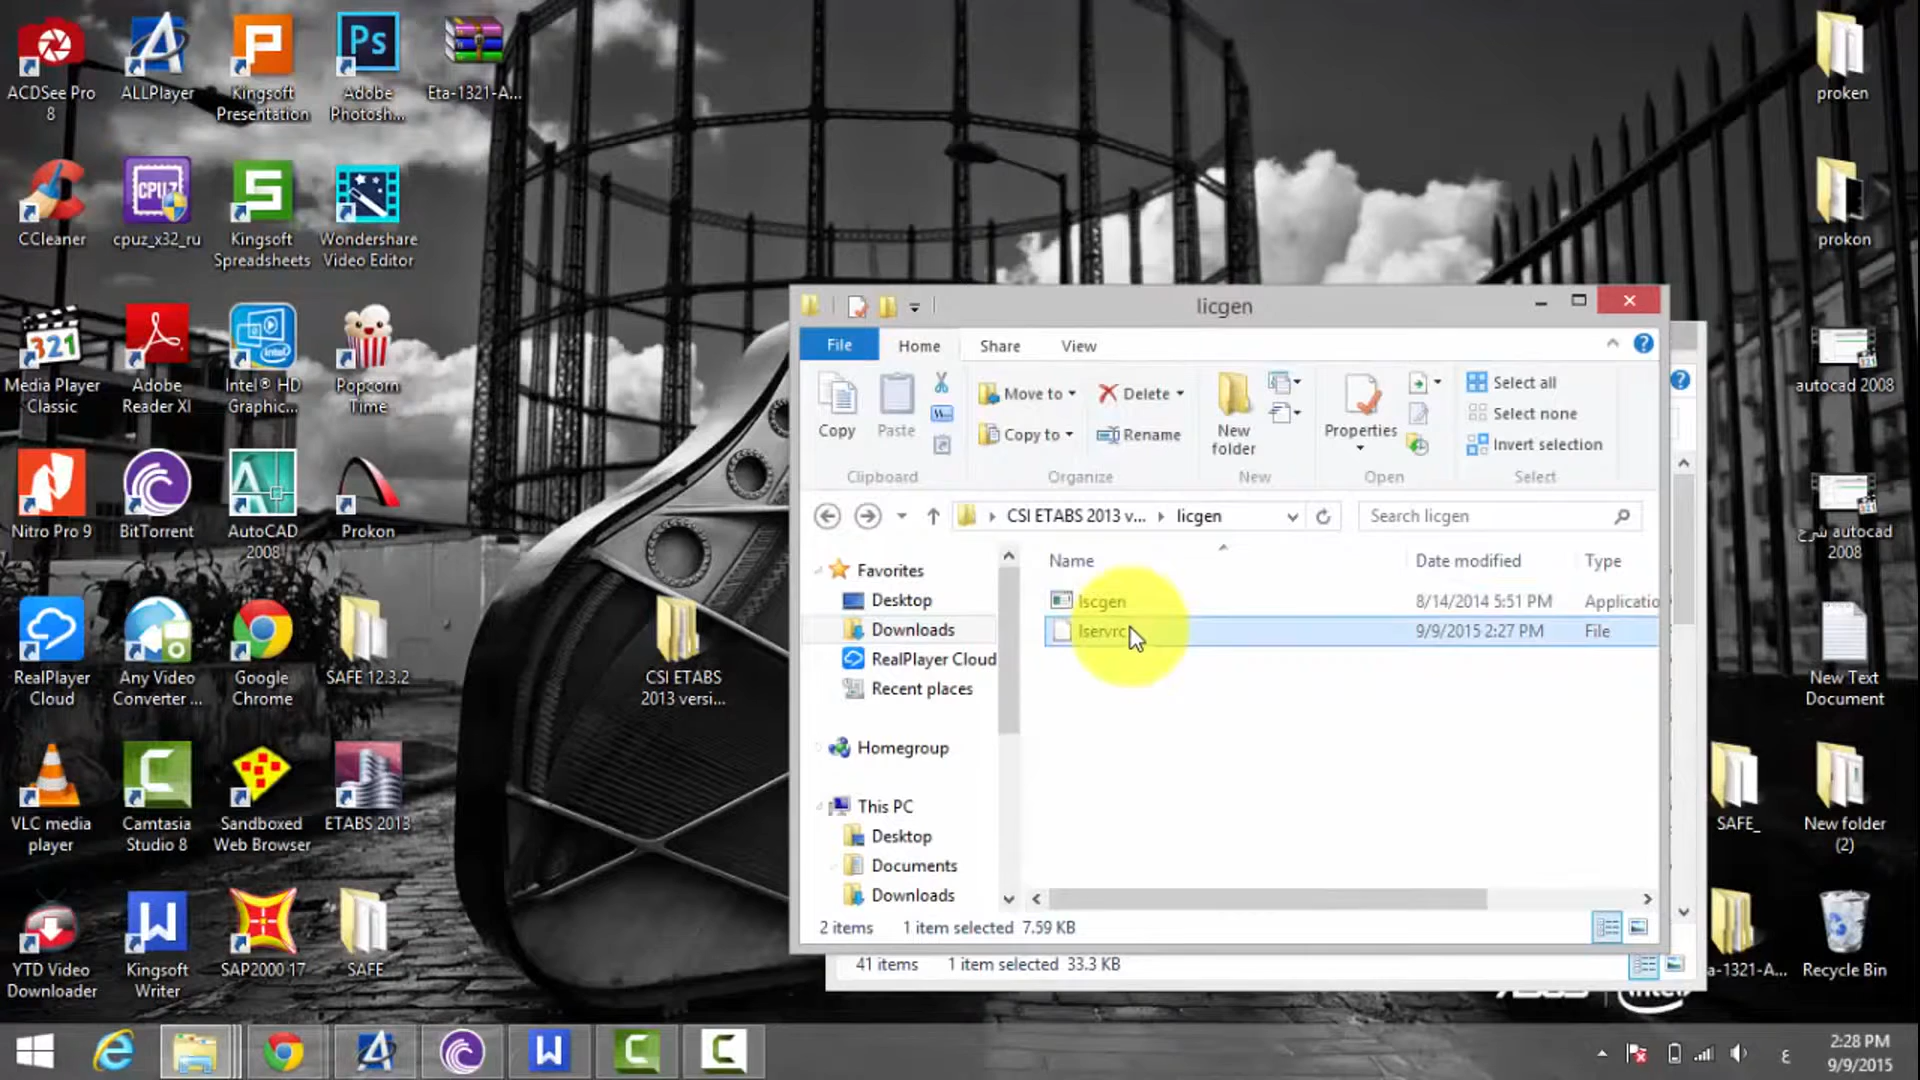 ACDSee Pro
8
ALLPlayer
Kingsoft
Presentation
Ps
Adobe
Photosh...
Eta-1321-A...
proken
CCleaner
CPUZ
cpuz_x32_ru
Kingsoft
Spreadsheets
Wondershare
Video Editor
prokon
321
Media Player
Classic
Adobe
Reader XI
intel
Intel® HD
Graphic...
Popcorn
Time
321
autocad 2008
Nitro Pro 9
BitTorrent
AutoCAD
2008
Prokon
شرح autocad
2008
RealPlayer
Cloud
Any Video
Converter ...
Google
Chrome
SAFE 12.3.2
CSI ETABS
2013 versi...
New Text
Document
VLC media
player
Camtasia
Studio 8
Sandboxed
Web Browser
ETABS 2013
SAFE_
New folder
(2)
YTD Video
Downloader
Kingsoft
Writer
SAP2000 17
SAFE
a-1321-A...
Recycle Bin
licgen
File
Home
Share
View
Copy
Paste
Move to
Copy to
Delete
Rename
New
folder
Properties
Select all
Select none
Invert selection
Clipboard
Organize
New
Open
Select
CSI ETABS 2013 v...
licgen
Search licgen
Name
Date modified
Type
lscgen
8/14/2014 5:51 PM
Applicatio
lservrc
9/9/2015 2:27 PM
File
Favorites
Desktop
Downloads
RealPlayer Cloud
Recent places
Homegroup
This PC
Desktop
Documents
Downloads
2 items
1 item selected 7.59 KB
41 items
1 item selected 33.3 KB
ع
2:28 PM
9/9/2015